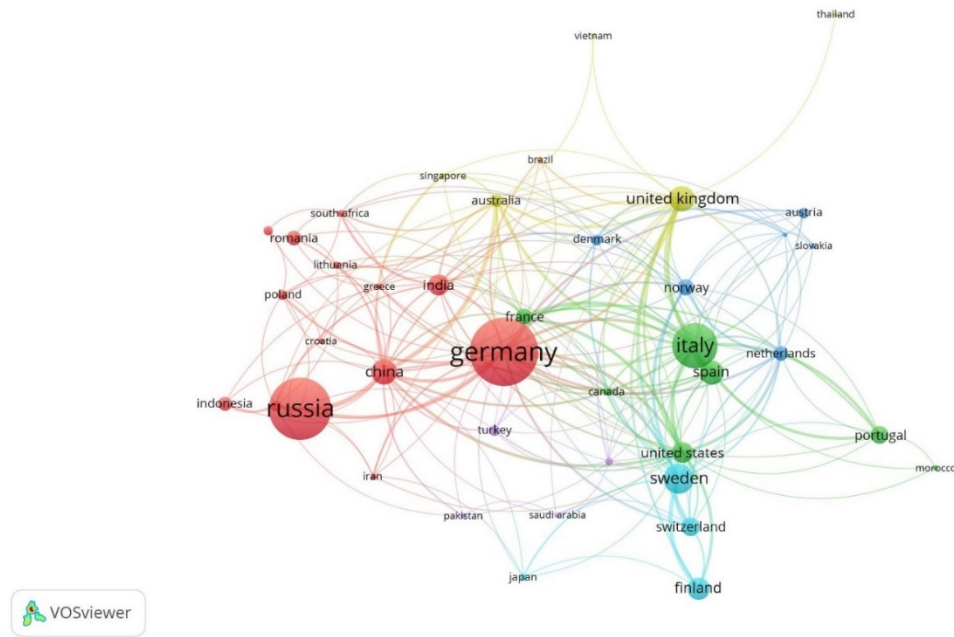 thailand
vietnam
brazil
singapore
australia
united kingdom
south africa
austria
romania
denmark
slovakia
lithuania
greece
india
norway
poland
france
croatia
germany
italy
netherlands
china
spain
indonesia
russia
canada
turkey
portugal
united states
morocco
iran
sweden
pakistan
saudi arabia
switzerland
japan
finland
VOSviewer